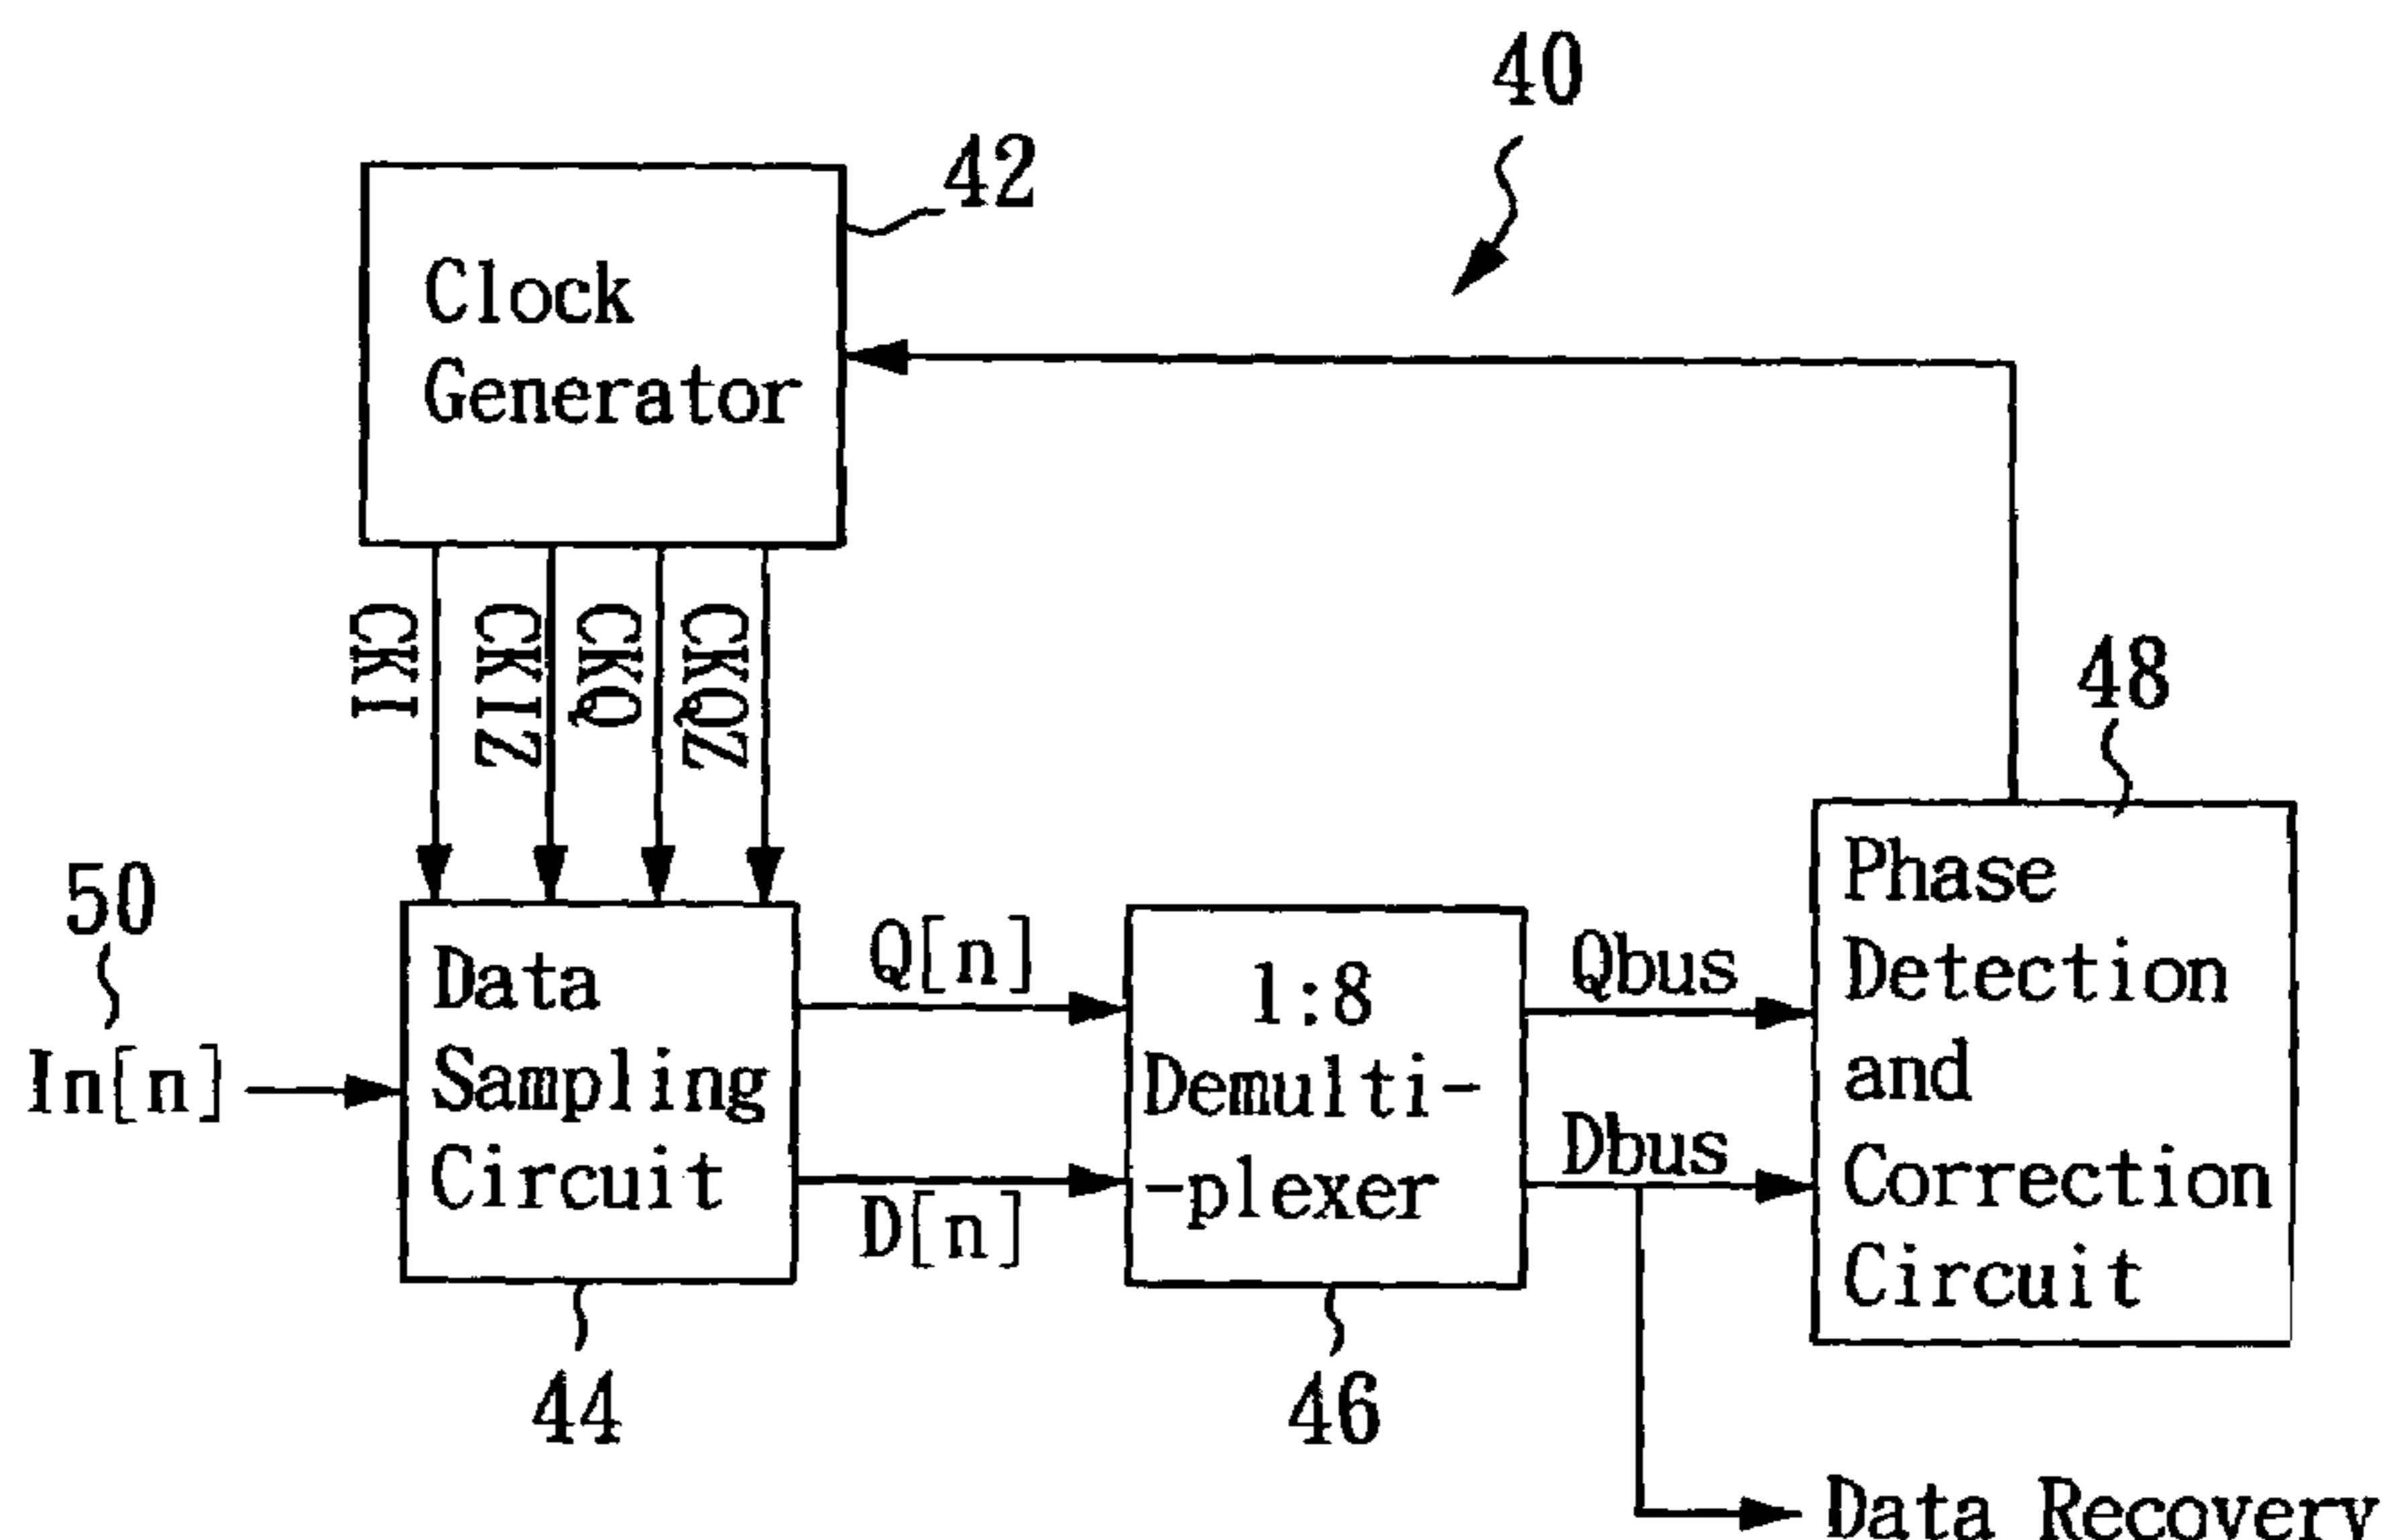 40
42
Clock
Generator
CKI
CKIZ
CKQ
CKQZ
48
50
In[n]
Data
Sampling
Circuit
Q[n]
D[n]
1:8
Demulti-
-plexer
Qbus
Dbus
Phase
Detection
and
Correction
Circuit
44
46
Data Recovery